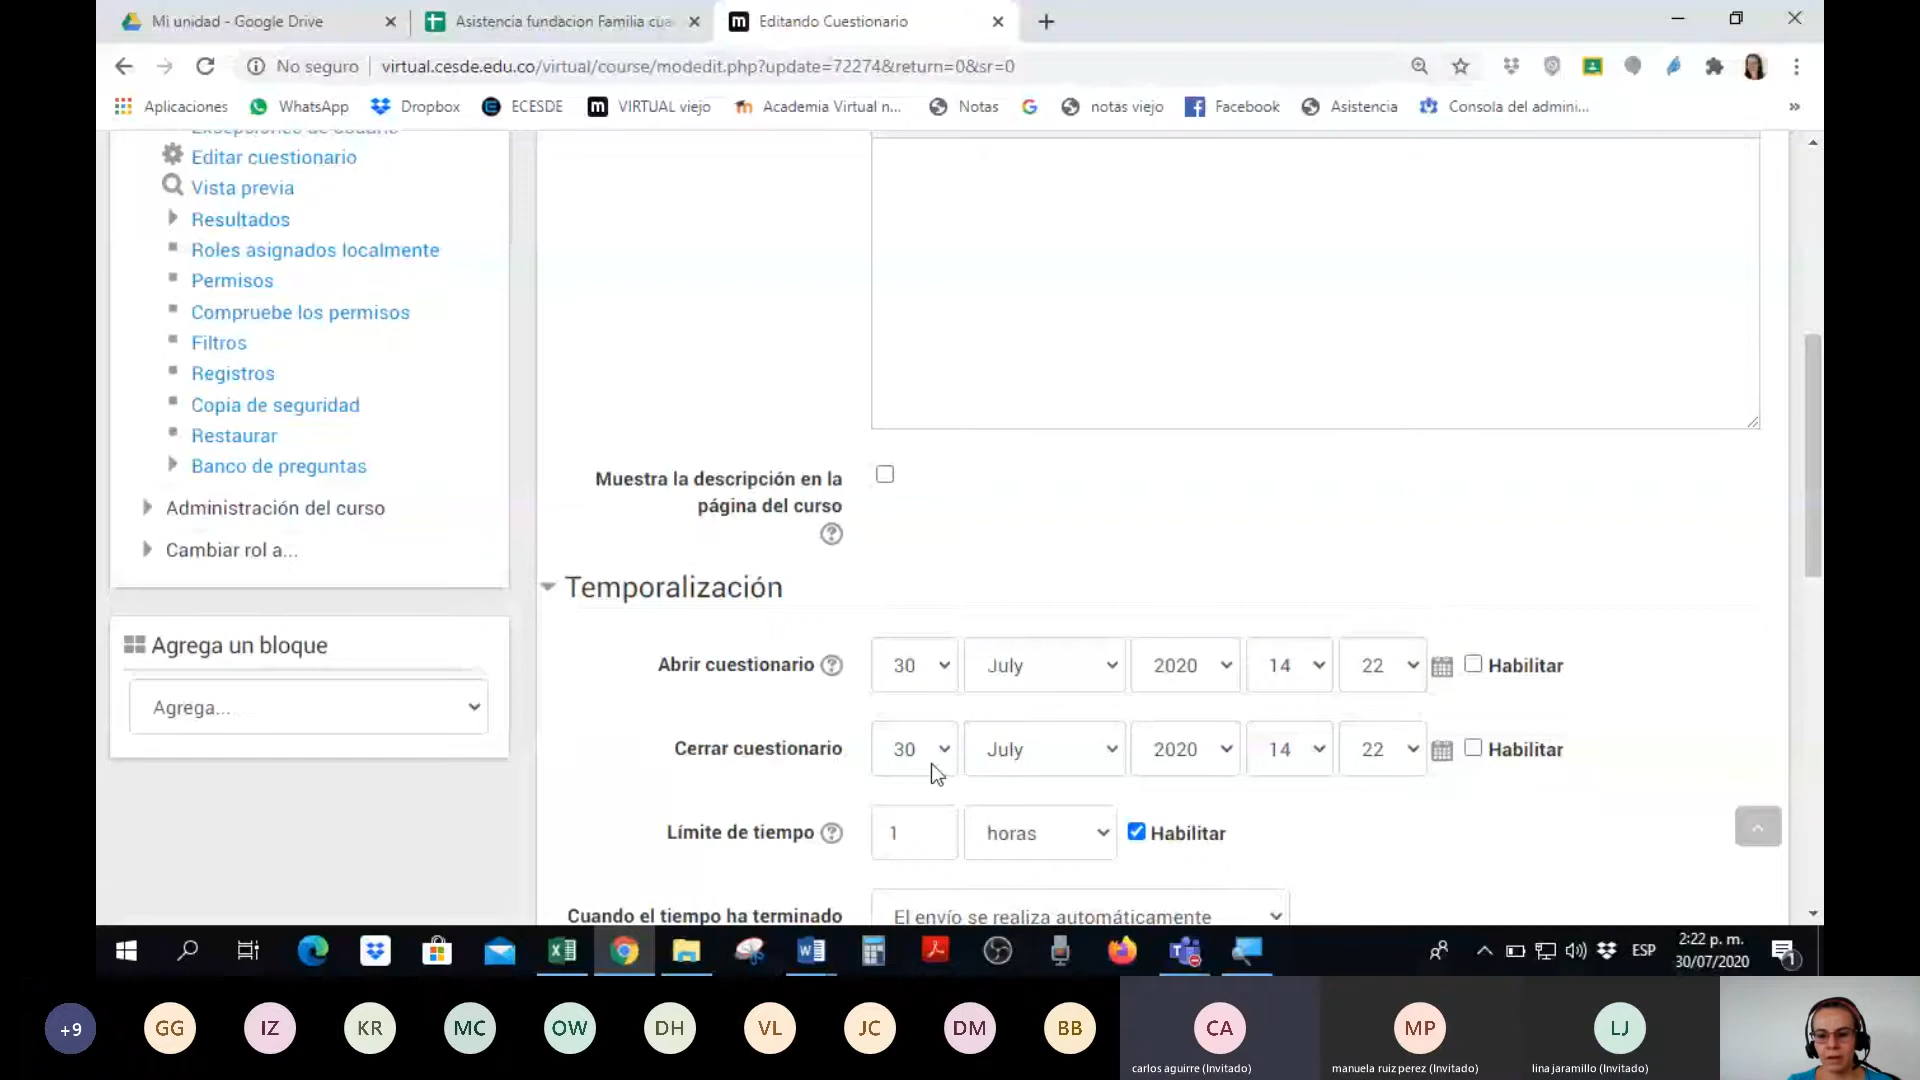 Mi unidad - Google Drive
Asistencia fundacion Familia cua
Editando Cuestionario
No seguro
virtual.cesde.edu.co/virtual/course/modedit.php?update=72274&return=0&sr=0
Aplicaciones
WhatsApp
Dropbox
ECESDE
VIRTUAL viejo
Academia Virtual n...
Notas
notas viejo
Facebook
Asistencia
Consola del admini...
»
Excepciones de usuario
Editar cuestionario
Vista previa
Resultados
Roles asignados localmente
Permisos
Compruebe los permisos
Filtros
Registros
Copia de seguridad
Restaurar
Banco de preguntas
Administración del curso
Cambiar rol a...
Agrega un bloque
Agrega...
Muestra la descripción en la
página del curso
Temporalización
Abrir cuestionario 30 July 2020 14 22 Habilitar
Cerrar cuestionario 30 July 2020 14 22 Habilitar
Límite de tiempo 1 horas Habilitar
Cuando el tiempo ha terminado El envío se realiza automáticamente
ESP
2:22 p. m.
30/07/2020
1
+9
GG
IZ
KR
MC
OW
DH
VL
JC
DM
BB
CA
carlos aguirre (Invitado)
MP
manuela ruiz perez (Invitado)
LJ
lina jaramillo (Invitado)